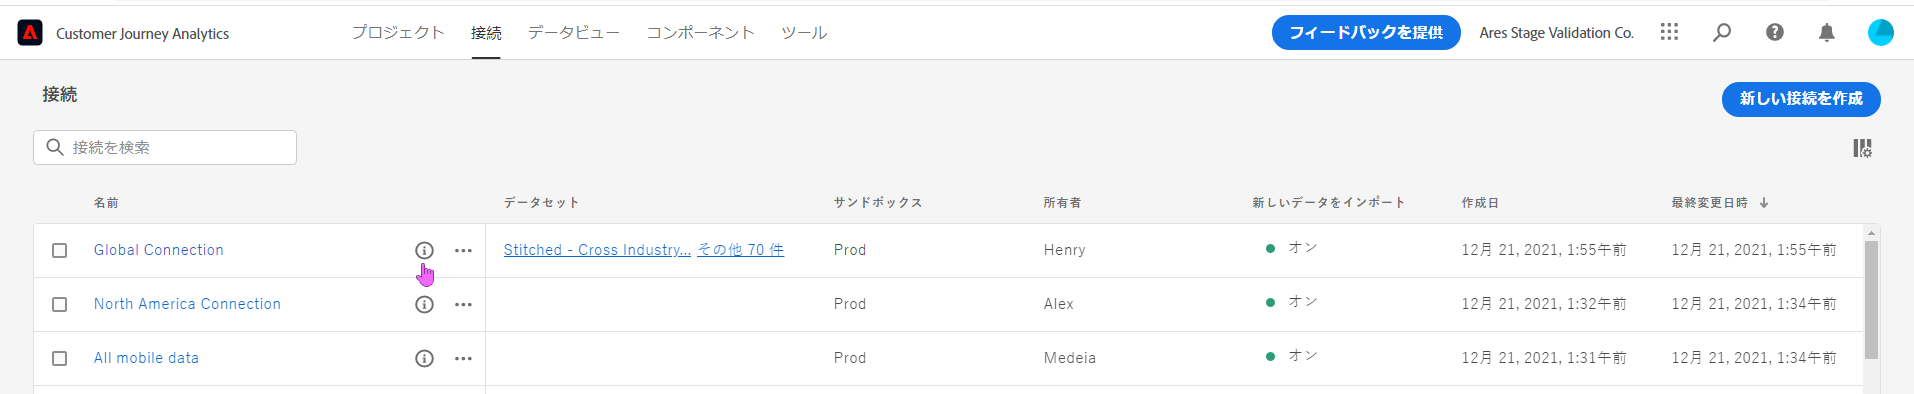 Customer Journey Analytics プロジェクト 接続 データビュー コンポーネント ツール フィードバックを提供 Ares Stage Validation Co.
接続
新しい接続を作成
接続を検索
名前 データセット サンドボックス 所有者 新しいデータをインポート 作成日 最終変更日時
Global Connection Stitched - Cross Industry... その他 70 件 Prod Henry オン 12月 21, 2021, 1:55午前 12月 21, 2021, 1:55午前
North America Connection Prod Alex オン 12月 21, 2021, 1:32午前 12月 21, 2021, 1:34午前
All mobile data Prod Medeia オン 12月 21, 2021, 1:31午前 12月 21, 2021, 1:34午前